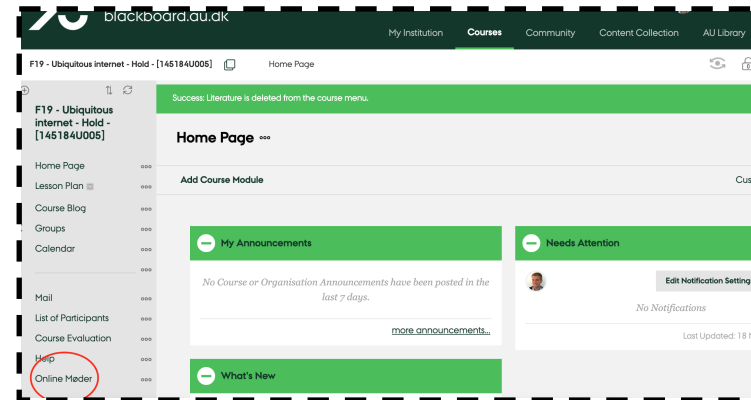 blackboard.au.dk
My Institution Courses Community Content Collection AU Library
F19 - Ubiquitous internet - Hold - [145184U005] Home Page
Success: Literature is deleted from the course menu.
F19 - Ubiquitous
internet - Hold -
[145184U005]
Home Page
Lesson Plan
Course Blog
Groups
Calendar
Mail
List of Participants
Course Evaluation
Help
Online Møder
Home Page
Add Course Module
My Announcements
No Course or Organisation Announcements have been posted in the
last 7 days.
more announcements...
What's New
Needs Attention
Edit Notification Setting
No Notifications
Last Updated: 18